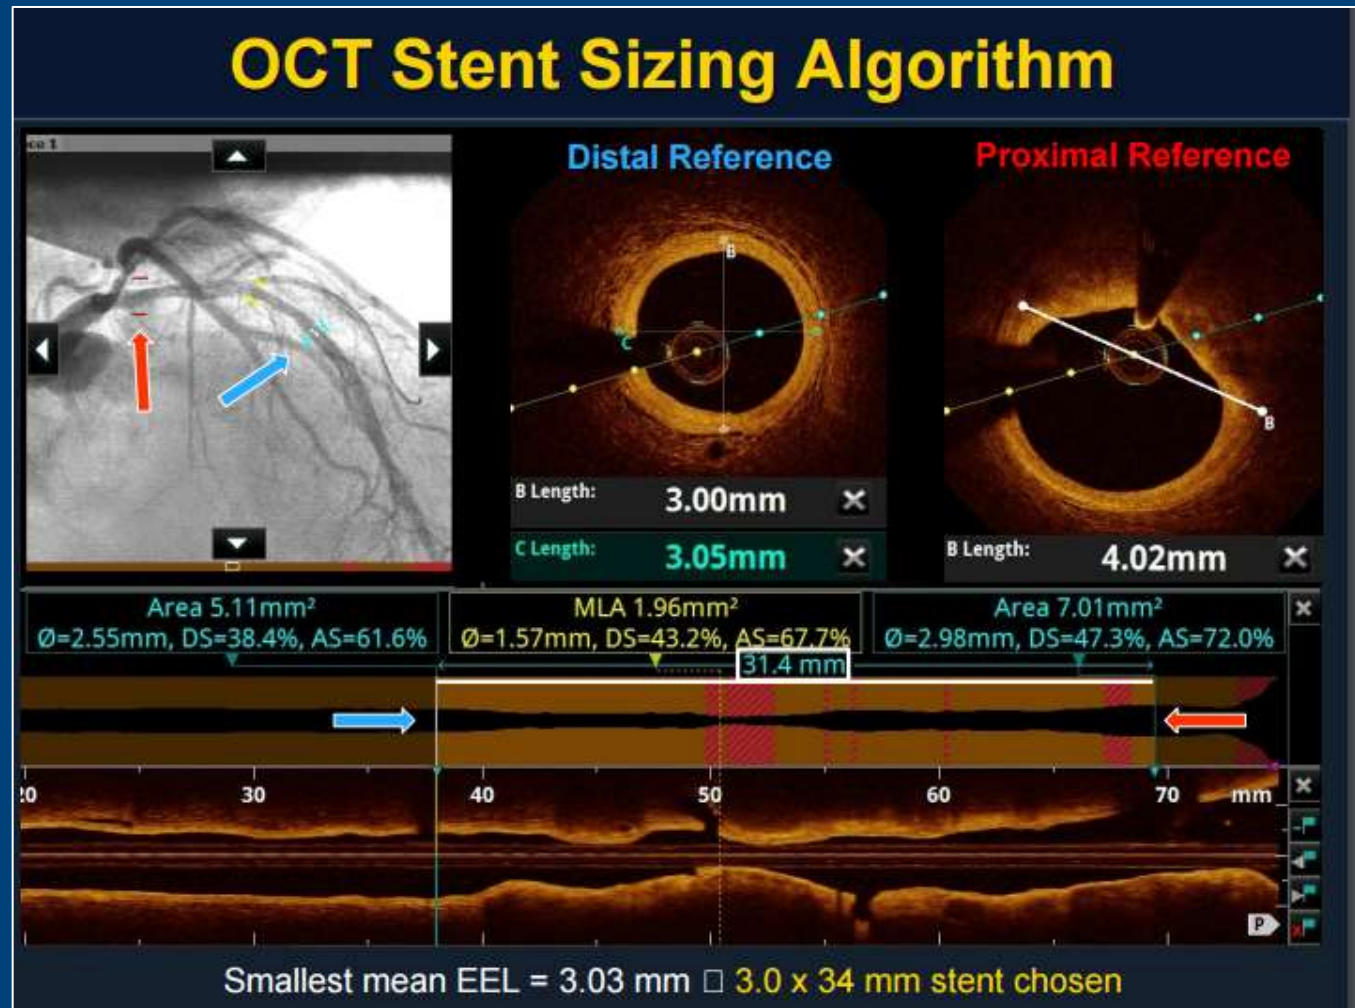 OCT Stent Sizing Algorithm
Distal Reference
Proximal Reference
B
C
B
B Length: 3.00mm
C Length: 3.05mm
B Length: 4.02mm
Area 5.11mm²
Ø=2.55mm, DS=38.4%, AS=61.6%
MLA 1.96mm²
Ø=1.57mm, DS=43.2%, AS=67.7%
Area 7.01mm²
Ø=2.98mm, DS=47.3%, AS=72.0%
31.4 mm
20 30 40 50 60 70 mm
P
Smallest mean EEL = 3.03 mm □ 3.0 x 34 mm stent chosen